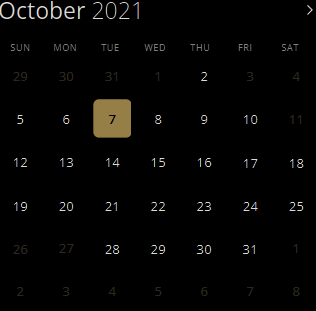 October 2021
SUN MON TUE WED THU FRI SAT
29 30 31 1 2 3 4
5 6 7 8 9 10 11
12 13 14 15 16 17 18
19 20 21 22 23 24 25
26 27 28 29 30 31 1
2 3 4 5 6 7 8